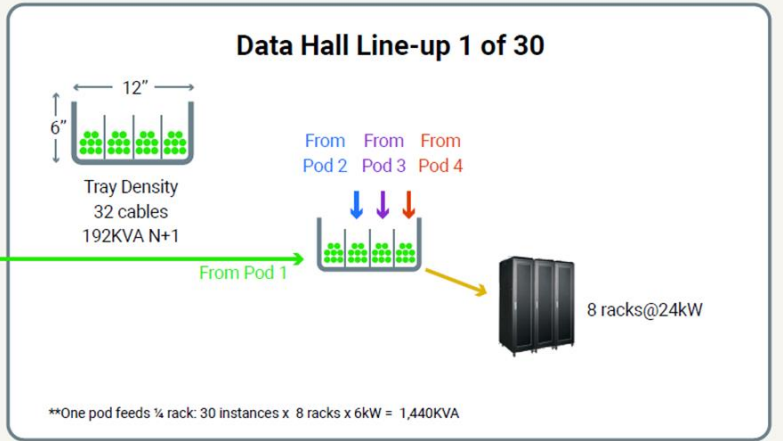 Data Hall Line-up 1 of 30
12”
6”
Tray Density
32 cables
192KVA N+1
From
Pod 2
From
Pod 3
From
Pod 4
From Pod 1
8 racks@24kW
**One pod feeds ¼ rack: 30 instances x 8 racks x 6kW = 1,440KVA